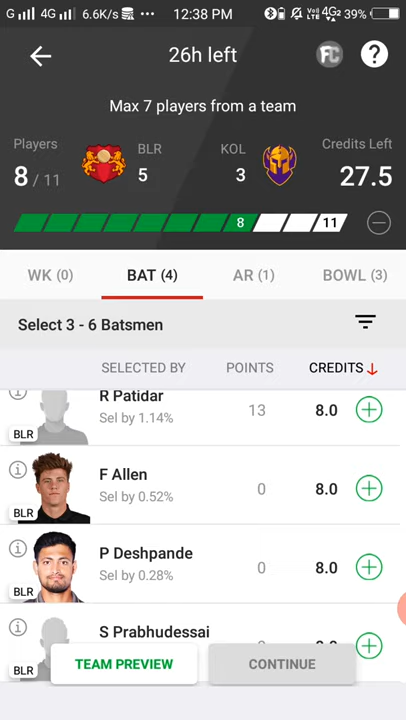 G 4G 6.6K/s ••• 12:38 PM VoLTE 4G 2 39%
26h left FC ?
Max 7 players from a team
Players BLR KOL Credits Left
8 / 11 5 3 27.5
8 11
WK (0) BAT (4) AR (1) BOWL (3)
Select 3 - 6 Batsmen
SELECTED BY POINTS CREDITS
R Patidar
Sel by 1.14% 13 8.0
BLR
F Allen
Sel by 0.52% 0 8.0
BLR
P Deshpande
Sel by 0.28% 0 8.0
BLR
S Prabhudessai
BLR
TEAM PREVIEW CONTINUE